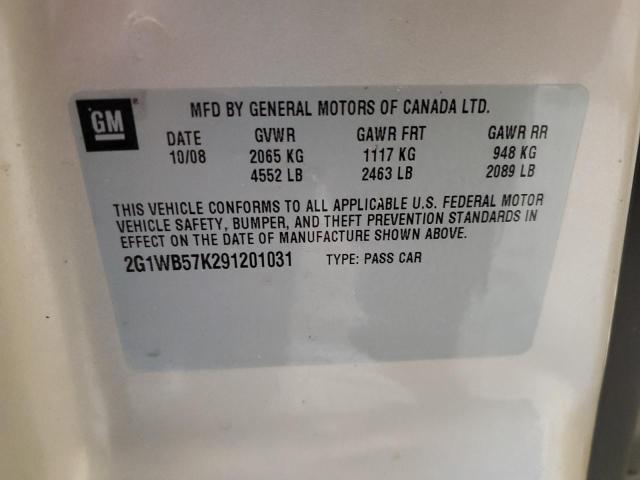 GM
MFD BY GENERAL MOTORS OF CANADA LTD.
DATE GVWR GAWR FRT GAWR RR
10/08 2065 KG 1117 KG 948 KG
4552 LB 2463 LB 2089 LB
THIS VEHICLE CONFORMS TO ALL APPLICABLE U.S. FEDERAL MOTOR
VEHICLE SAFETY, BUMPER, AND THEFT PREVENTION STANDARDS IN
EFFECT ON THE DATE OF MANUFACTURE SHOWN ABOVE.
2G1WB57K291201031 TYPE: PASS CAR